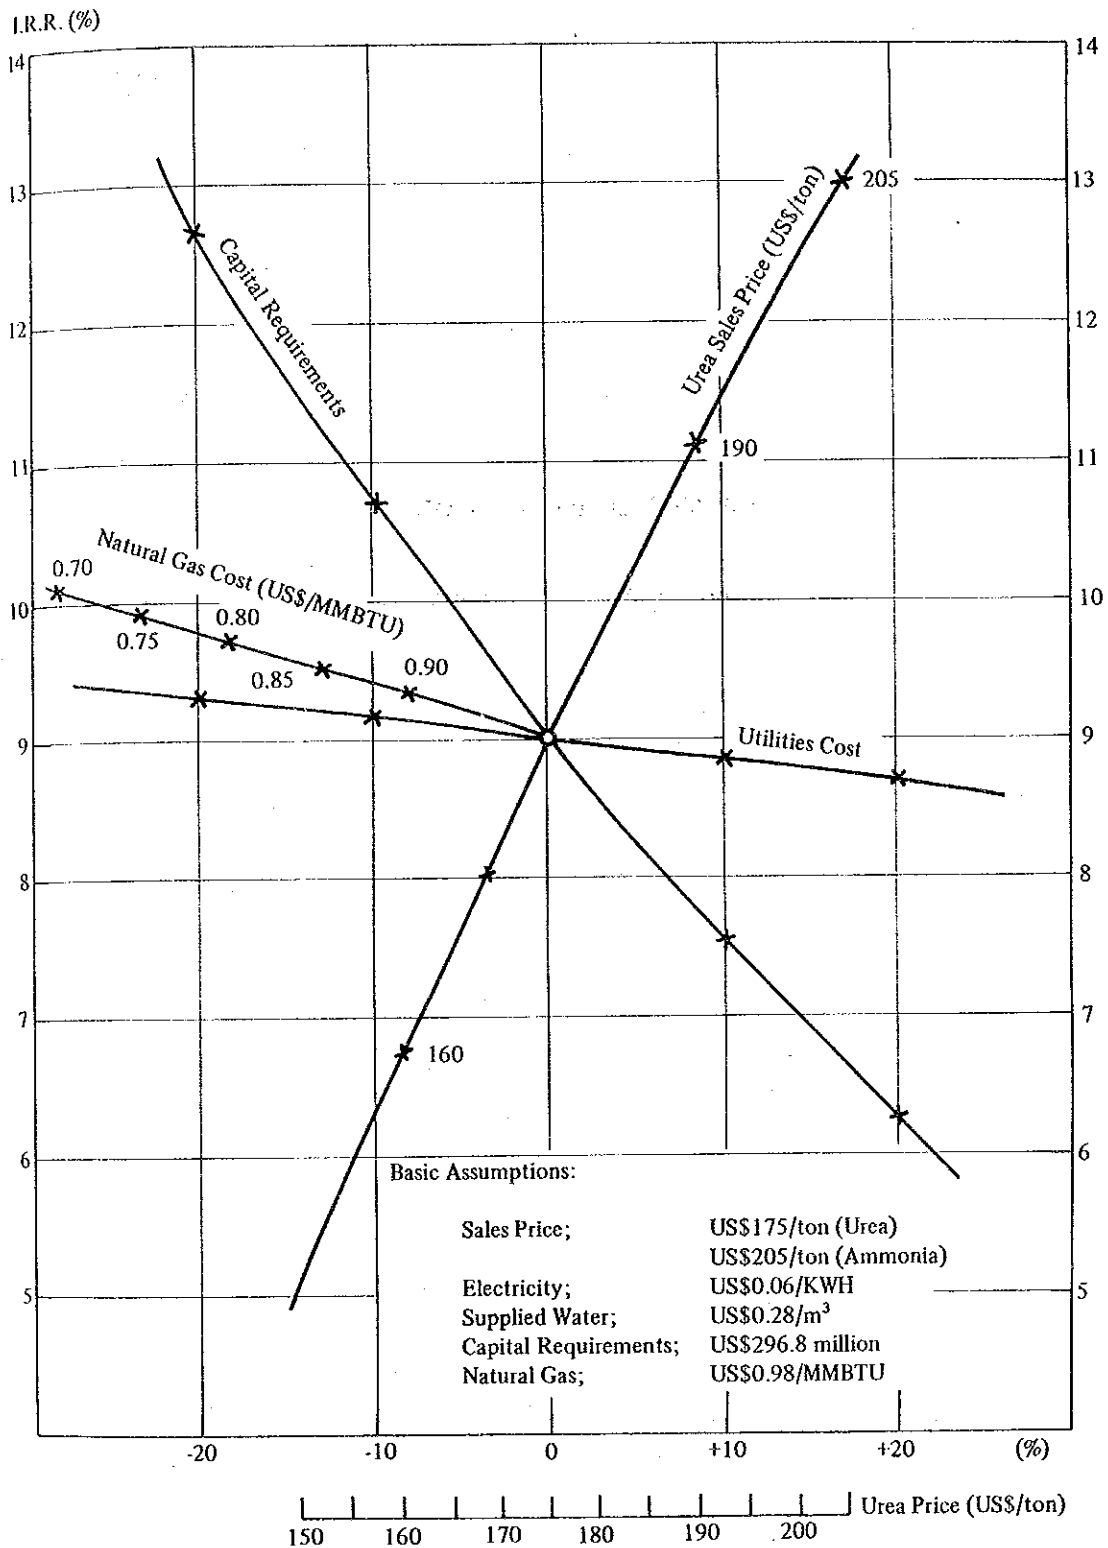 I.R.R. (%)
14
14
13
13
205
Capital Requirements
Urea Sales Price (US$/ton)
12
12
11
11
190
Natural Gas Cost (US$/MMBTU)
0.70
10
10
0.80
0.75
0.90
0.85
9
9
Utilities Cost
8
8
7
7
160
6
6
Basic Assumptions:
Sales Price; US$175/ton (Urea)
US$205/ton (Ammonia)
5
5
Electricity; US$0.06/KWH
Supplied Water; US$0.28/m³
Capital Requirements; US$296.8 million
Natural Gas; US$0.98/MMBTU
-20 -10 0 +10 +20 (%)
Urea Price (US$/ton)
150 160 170 180 190 200